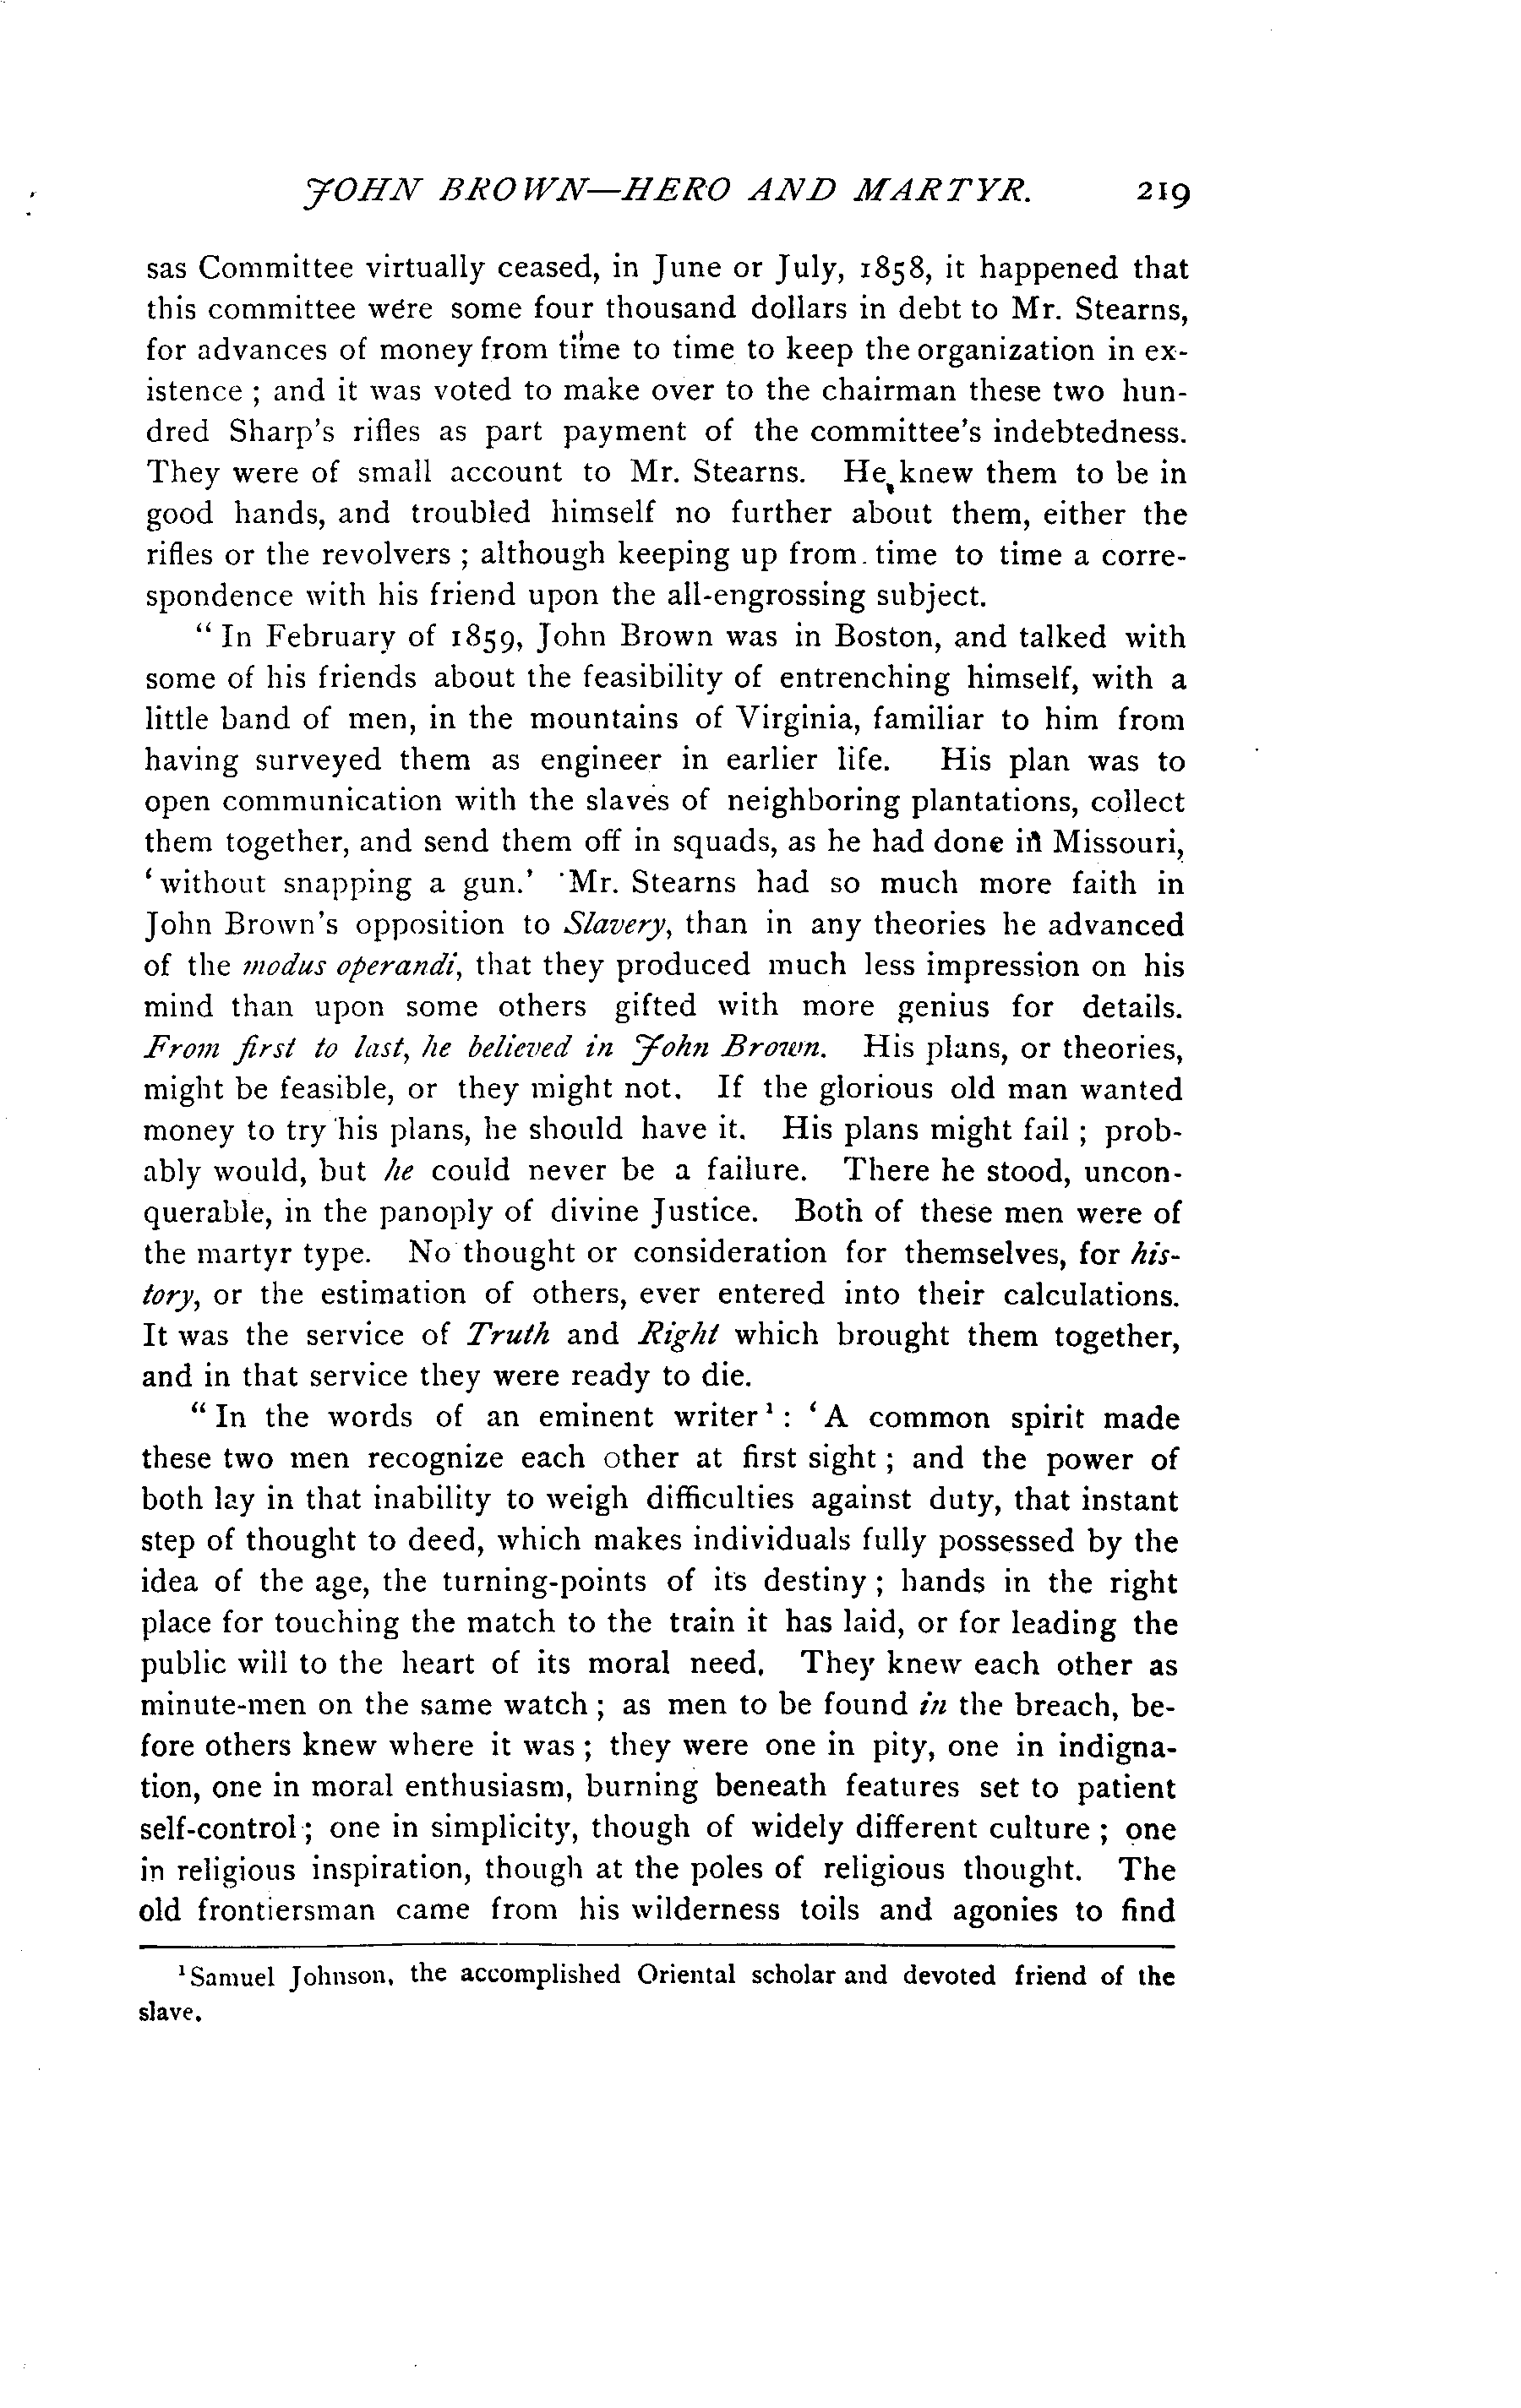 JOHN BROWN—HERO AND MARTYR. 219
sas Committee virtually ceased, in June or July, 1858, it happened that
this committee were some four thousand dollars in debt to Mr. Stearns,
for advances of money from time to time to keep the organization in ex-
istence ; and it was voted to make over to the chairman these two hun-
dred Sharp's rifles as part payment of the committee's indebtedness.
They were of small account to Mr. Stearns. He knew them to be in
good hands, and troubled himself no further about them, either the
rifles or the revolvers ; although keeping up from time to time a corre-
spondence with his friend upon the all-engrossing subject.
“ In February of 1859, John Brown was in Boston, and talked with
some of his friends about the feasibility of entrenching himself, with a
little band of men, in the mountains of Virginia, familiar to him from
having surveyed them as engineer in earlier life. His plan was to
open communication with the slaves of neighboring plantations, collect
them together, and send them off in squads, as he had done in Missouri,
‘ without snapping a gun.’ Mr. Stearns had so much more faith in
John Brown's opposition to Slavery, than in any theories he advanced
of the modus operandi, that they produced much less impression on his
mind than upon some others gifted with more genius for details.
From first to last, he believed in John Brown. His plans, or theories,
might be feasible, or they might not. If the glorious old man wanted
money to try his plans, he should have it. His plans might fail ; prob-
ably would, but he could never be a failure. There he stood, uncon-
querable, in the panoply of divine Justice. Both of these men were of
the martyr type. No thought or consideration for themselves, for his-
tory, or the estimation of others, ever entered into their calculations.
It was the service of Truth and Right which brought them together,
and in that service they were ready to die.
“ In the words of an eminent writer¹ : ‘ A common spirit made
these two men recognize each other at first sight ; and the power of
both lay in that inability to weigh difficulties against duty, that instant
step of thought to deed, which makes individuals fully possessed by the
idea of the age, the turning-points of its destiny ; hands in the right
place for touching the match to the train it has laid, or for leading the
public will to the heart of its moral need. They knew each other as
minute-men on the same watch ; as men to be found in the breach, be-
fore others knew where it was ; they were one in pity, one in indigna-
tion, one in moral enthusiasm, burning beneath features set to patient
self-control ; one in simplicity, though of widely different culture ; one
in religious inspiration, though at the poles of religious thought. The
old frontiersman came from his wilderness toils and agonies to find
¹ Samuel Johnson, the accomplished Oriental scholar and devoted friend of the
slave.